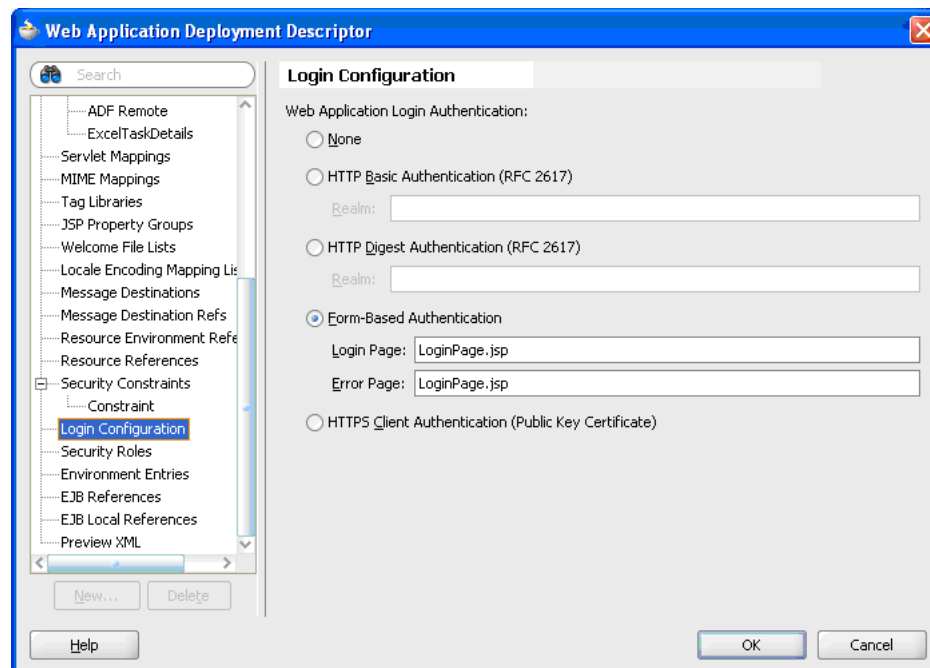 Web Application Deployment Descriptor
Search
ADF Remote
ExcelTaskDetails
Servlet Mappings
MIME Mappings
Tag Libraries
JSP Property Groups
Welcome File Lists
Locale Encoding Mapping Lis
Message Destinations
Message Destination Refs
Resource Environment Refe
Resource References
Security Constraints
Constraint
Login Configuration
Security Roles
Environment Entries
EJB References
EJB Local References
Preview XML
New...
Delete
Login Configuration
Web Application Login Authentication:
None
HTTP Basic Authentication (RFC 2617)
Realm:
HTTP Digest Authentication (RFC 2617)
Realm:
Form-Based Authentication
Login Page: LoginPage.jsp
Error Page: LoginPage.jsp
HTTPS Client Authentication (Public Key Certificate)
Help
OK
Cancel